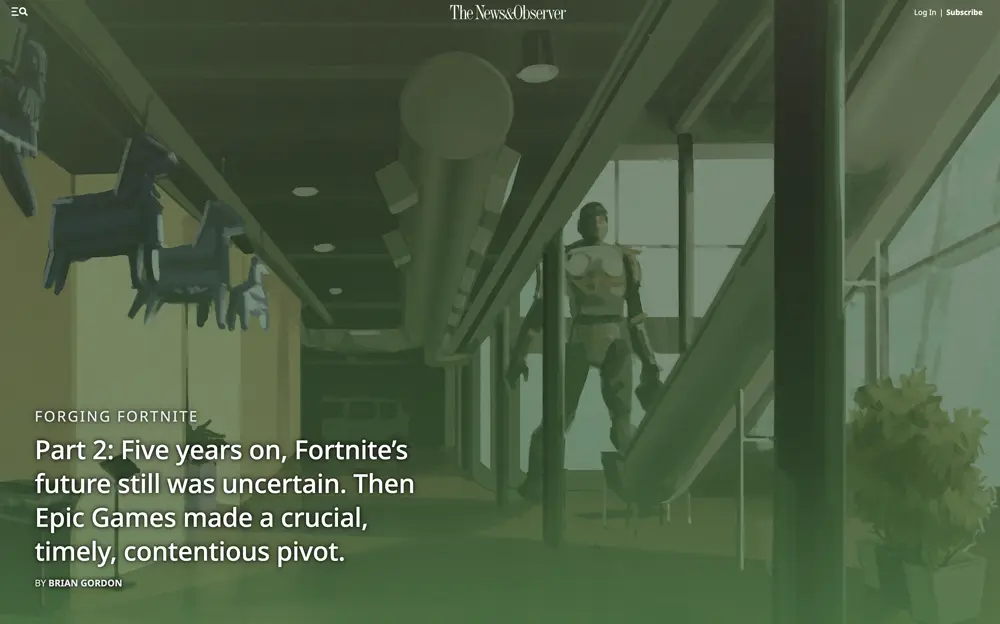 The News&Observer
Log In | Subscribe
FORGING FORTNITE
Part 2: Five years on, Fortnite’s
future still was uncertain. Then
Epic Games made a crucial,
timely, contentious pivot.
BY BRIAN GORDON